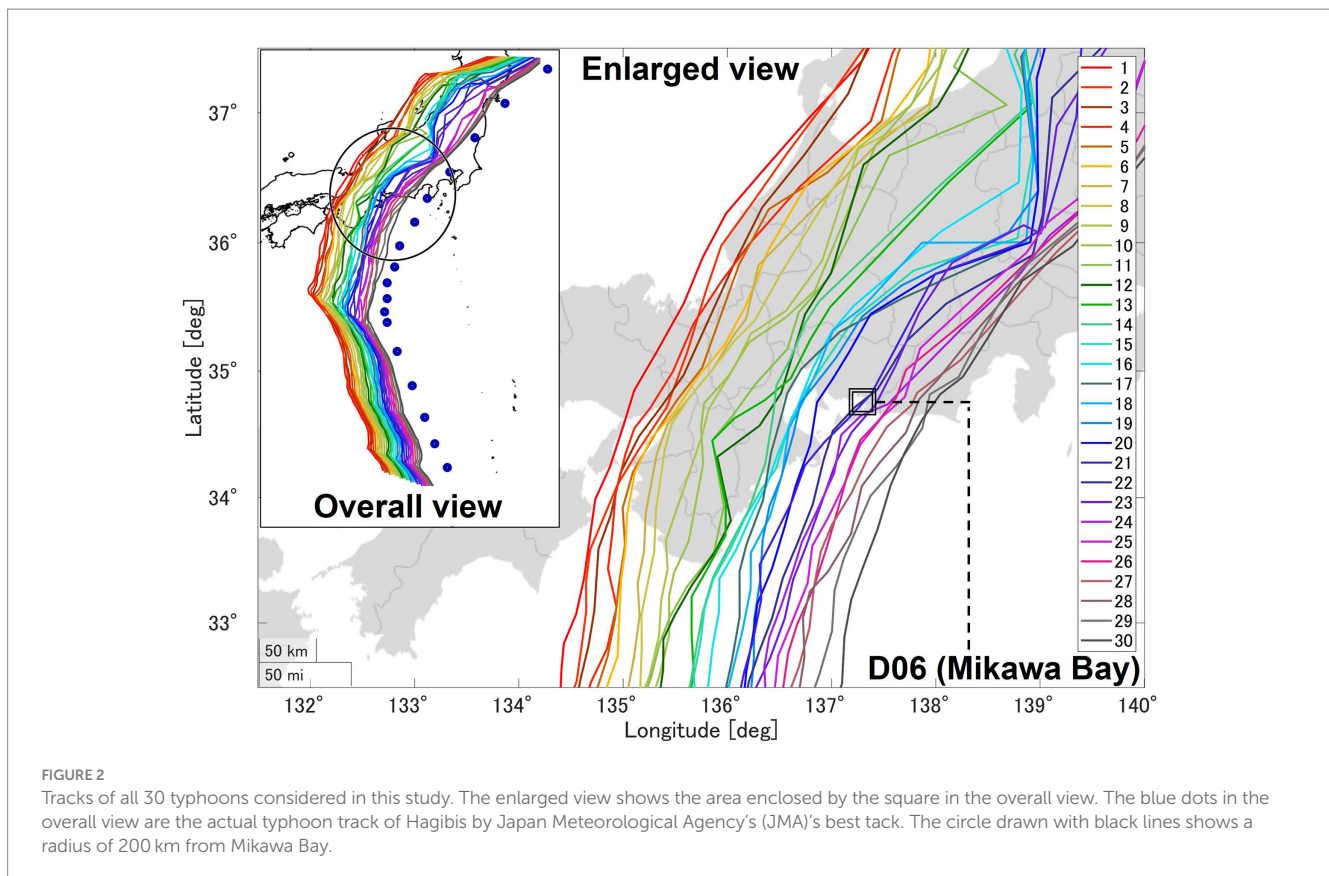 Enlarged view
Overall view
1
2
3
4
5
6
7
8
9
10
11
12
13
14
15
16
17
18
19
20
21
22
23
24
25
26
27
28
29
30
37°
36°
35°
34°
33°
Latitude [deg]
50 km
50 mi
D06 (Mikawa Bay)
132° 133° 134° 135° 136° 137° 138° 139° 140°
Longitude [deg]
FIGURE 2
Tracks of all 30 typhoons considered in this study. The enlarged view shows the area enclosed by the square in the overall view. The blue dots in the
overall view are the actual typhoon track of Hagibis by Japan Meteorological Agency's (JMA)'s best tack. The circle drawn with black lines shows a
radius of 200 km from Mikawa Bay.